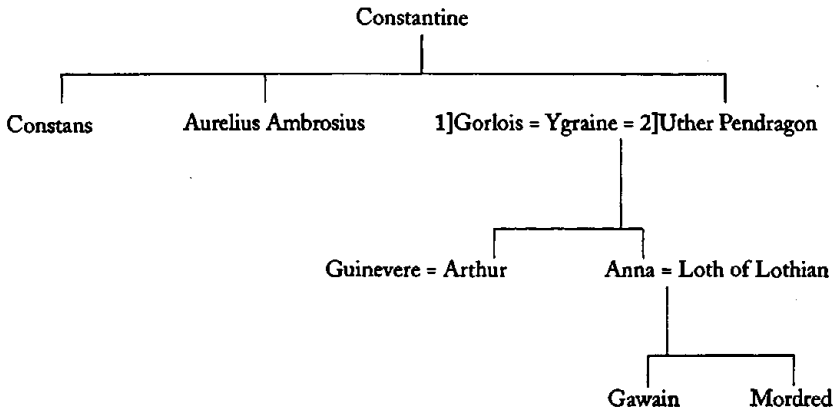 Constantine
Constans Aurelius Ambrosius 1]Gorlois = Ygraine = 2]Uther Pendragon
Guinevere = Arthur Anna = Loth of Lothian
Gawain Mordred